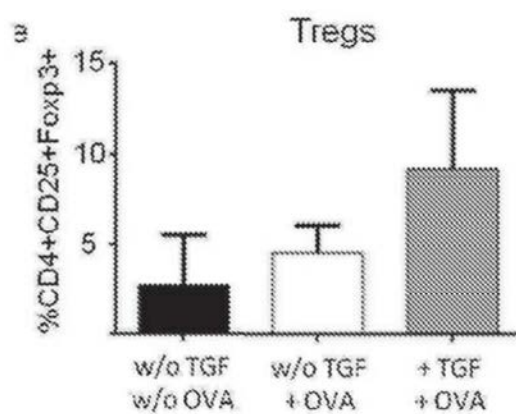 Tregs
%CD4+CD25+Foxp3+
15
10
5
w/o TGF
w/o OVA
w/o TGF
+ OVA
+ TGF
+ OVA